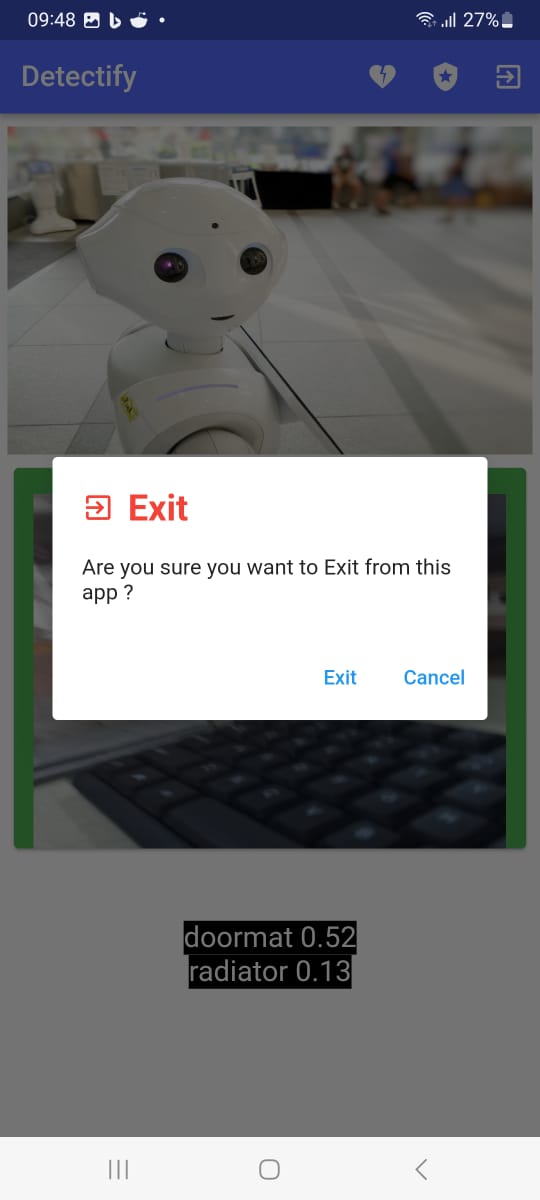 09:48
27%
Detectify
Exit
Are you sure you want to Exit from this
app ?
Exit Cancel
doormat 0.52
radiator 0.13